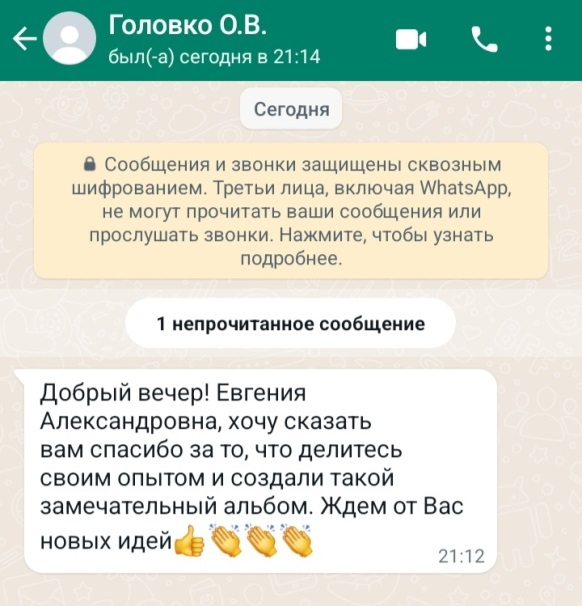 Головко О.В.
был(-а) сегодня в 21:14
Сегодня
Сообщения и звонки защищены сквозным
шифрованием. Третьи лица, включая WhatsApp,
не могут прочитать ваши сообщения или
прослушать звонки. Нажмите, чтобы узнать
подробнее.
1 непрочитанное сообщение
Добрый вечер! Евгения
Александровна, хочу сказать
вам спасибо за то, что делитесь
своим опытом и создали такой
замечательный альбом. Ждем от Вас
новых идей👍👏👏👏
21:12